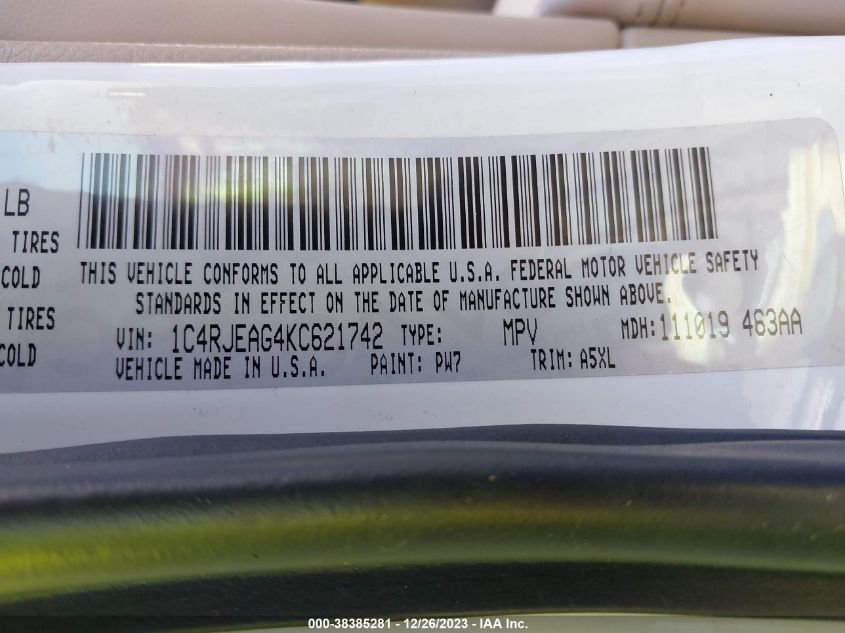 LB
TIRES
COLD
THIS VEHICLE CONFORMS TO ALL APPLICABLE U.S.A. FEDERAL MOTOR VEHICLE SAFETY
STANDARDS IN EFFECT ON THE DATE OF MANUFACTURE SHOWN ABOVE.
TIRES
VIN: 1C4RJEAG4KC621742 TYPE: MPV MDH:111019 463AA
COLD
VEHICLE MADE IN U.S.A. PAINT: PW7 TRIM: A5XL
000-38385281 - 12/26/2023 - IAA Inc.